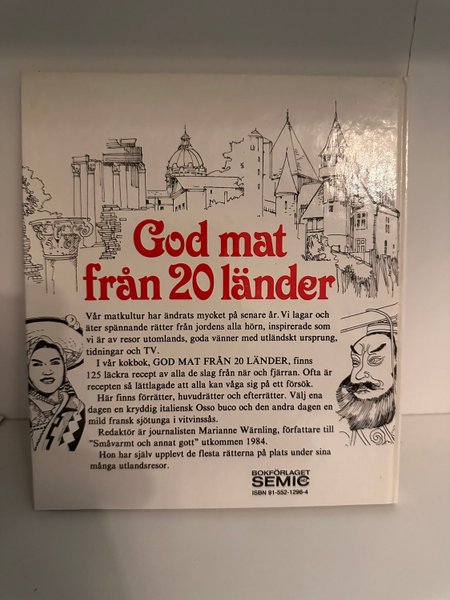 God mat
från 20 länder
Vår matkultur har ändrats mycket på senare år. Vi lagar och
äter spännande rätter från jordens alla hörn, inspirerade som
vi är av resor utomlands, goda vänner med utländskt ursprung,
tidningar och TV.
I vår kokbok, GOD MAT FRÅN 20 LÄNDER, finns
125 läckra recept av alla de slag från när och fjärran. Ofta är
recepten så lättlagade att alla kan våga sig på ett försök.
Här finns förrätter, huvudrätter och efterrätter. Välj ena
dagen en kryddig italiensk Osso buco och den andra dagen en
mild fransk sjötunga i vitvinssås.
Redaktör är journalisten Marianne Wärnling, författare till
"Småvarmt och annat gott" utkommen 1984.
Hon har själv upplevt de flesta rätterna på plats under sina
många utlandsresor.
BOKFÖRLAGET
SEMIC
ISBN 91-552-1296-4